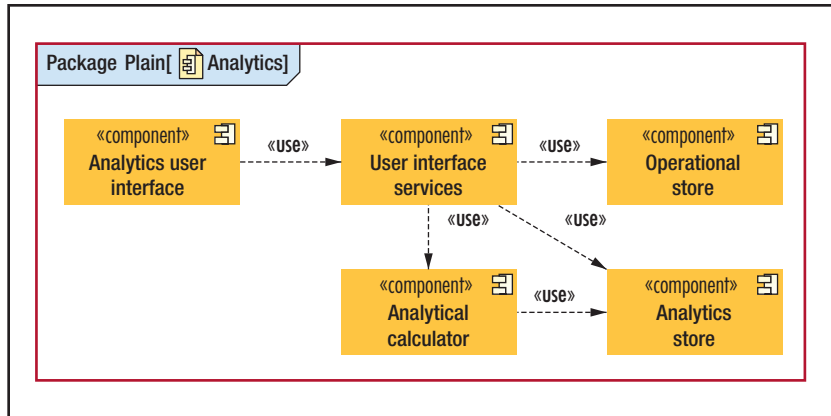 Package Plain[ Analytics]
«component»
Analytics user
interface
«use»
«component»
User interface
services
«use»
«component»
Operational
store
«use»
«use»
«component»
Analytical
calculator
«use»
«component»
Analytics
store